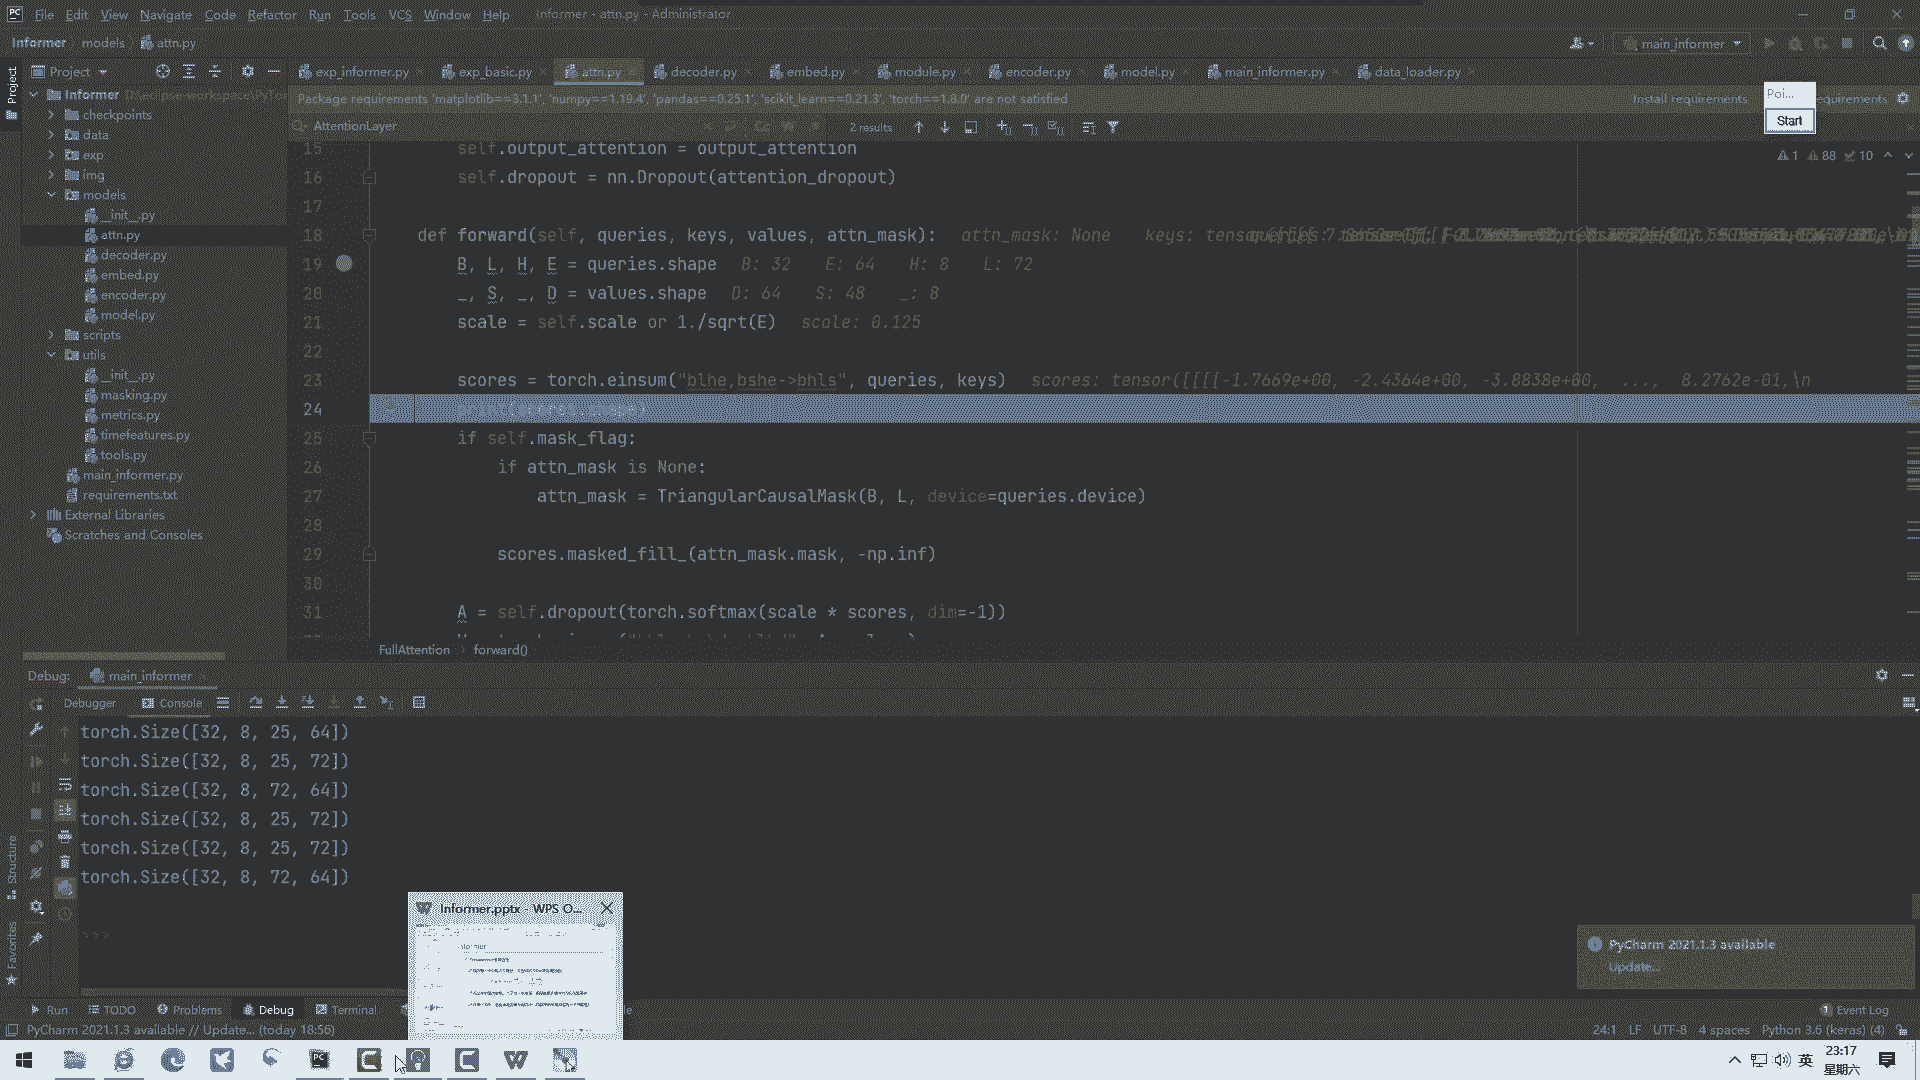 File Edit View Navigate Code Refactor Run Tools VCS Window Help Informer - attn.py - Administrator
Informer models attn.py main_informer
Project exp_informer.py exp_basic.py attn.py decoder.py embed.py module.py encoder.py model.py main_informer.py data_loader.py
Package requirements 'matplotlib==3.1.1', 'numpy==1.19.4', 'pandas==0.25.1', 'scikit_learn==0.21.3', 'torch==1.8.0' are not satisfied Install requirements
Poi...
Start
AttentionLayer 2 results
1 88 10
Project
Informer
checkpoints
data
exp
img
models
__init__.py
attn.py
decoder.py
embed.py
encoder.py
model.py
scripts
utils
__init__.py
masking.py
metrics.py
timefeatures.py
tools.py
main_informer.py
requirements.txt
External Libraries
Scratches and Consoles
15 self.output_attention = output_attention
16 self.dropout = nn.Dropout(attention_dropout)
17
18 def forward(self, queries, keys, values, attn_mask): attn_mask: None keys:
19 B, L, H, E = queries.shape B: 32 E: 64 H: 8 L: 72
20 _, S, _, D = values.shape D: 64 S: 48 _: 8
21 scale = self.scale or 1./sqrt(E) scale: 0.125
22
23 scores = torch.einsum("blhe,bshe->bhls", queries, keys) scores: tensor([[[[-1.7669e+00, -2.4364e+00, -3.8838e+00, ..., 8.2762e-01,\n
24
25 if self.mask_flag:
26 if attn_mask is None:
27 attn_mask = TriangularCausalMask(B, L, device=queries.device)
28
29 scores.masked_fill_(attn_mask.mask, -np.inf)
30
31 A = self.dropout(torch.softmax(scale * scores, dim=-1))
FullAttention forward()
Debug: main_informer
Debugger Console
torch.Size([32, 8, 25, 64])
torch.Size([32, 8, 25, 72])
torch.Size([32, 8, 72, 64])
torch.Size([32, 8, 25, 72])
torch.Size([32, 8, 25, 72])
torch.Size([32, 8, 72, 64])
>>>
Structure
Favorites
Informer.pptx - WPS O...
PyCharm 2021.1.3 available
Update...
Run TODO Problems Debug Terminal Event Log
PyCharm 2021.1.3 available // Update... (today 18:56) 24:1 LF UTF-8 4 spaces Python 3.6 (keras) (4)
英 23:17
星期六